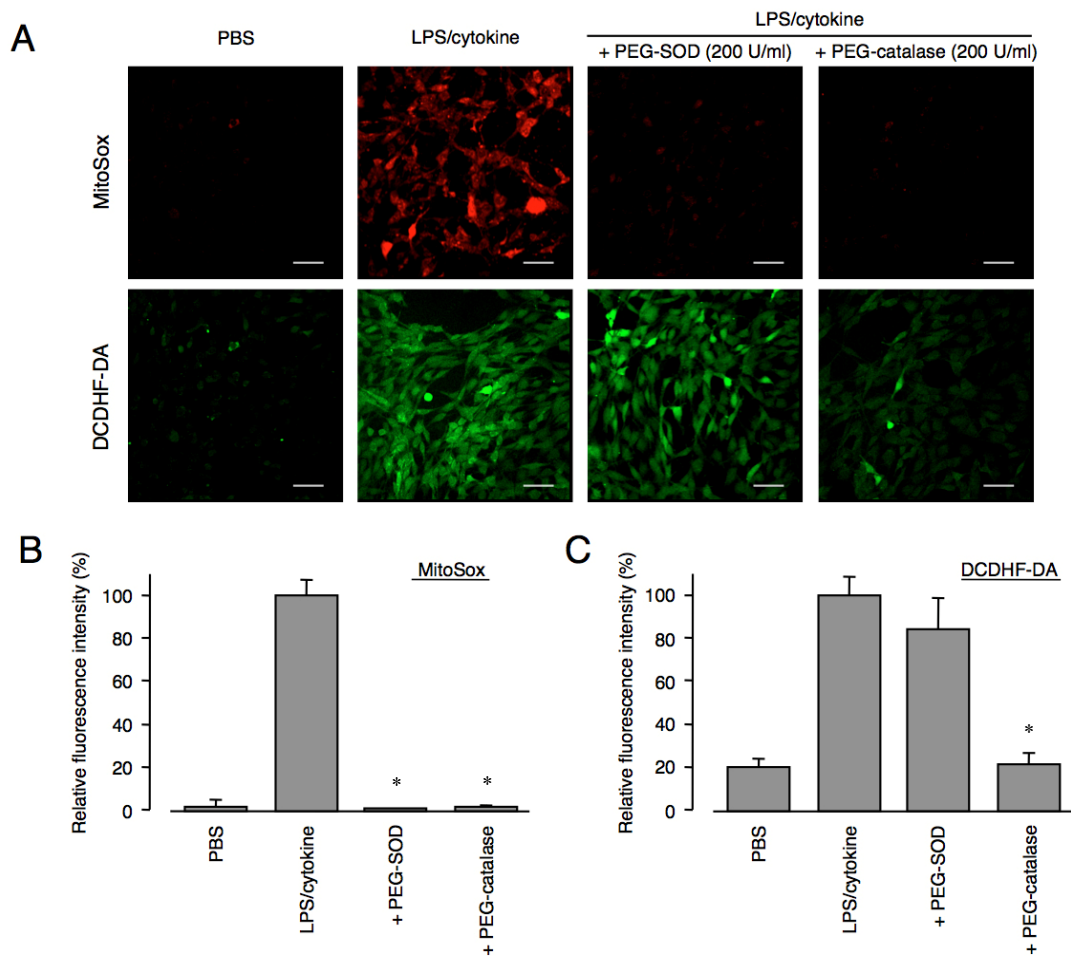 A
PBS
LPS/cytokine
LPS/cytokine
+ PEG-SOD (200 U/ml)
+ PEG-catalase (200 U/ml)
MitoSox
DCDHF-DA
B
Relative fluorescence intensity (%)
MitoSox
100
80
60
40
20
0
*
*
PBS
LPS/cytokine
+ PEG-SOD
+ PEG-catalase
C
Relative fluorescence intensity (%)
DCDHF-DA
100
80
60
40
20
0
*
PBS
LPS/cytokine
+ PEG-SOD
+ PEG-catalase